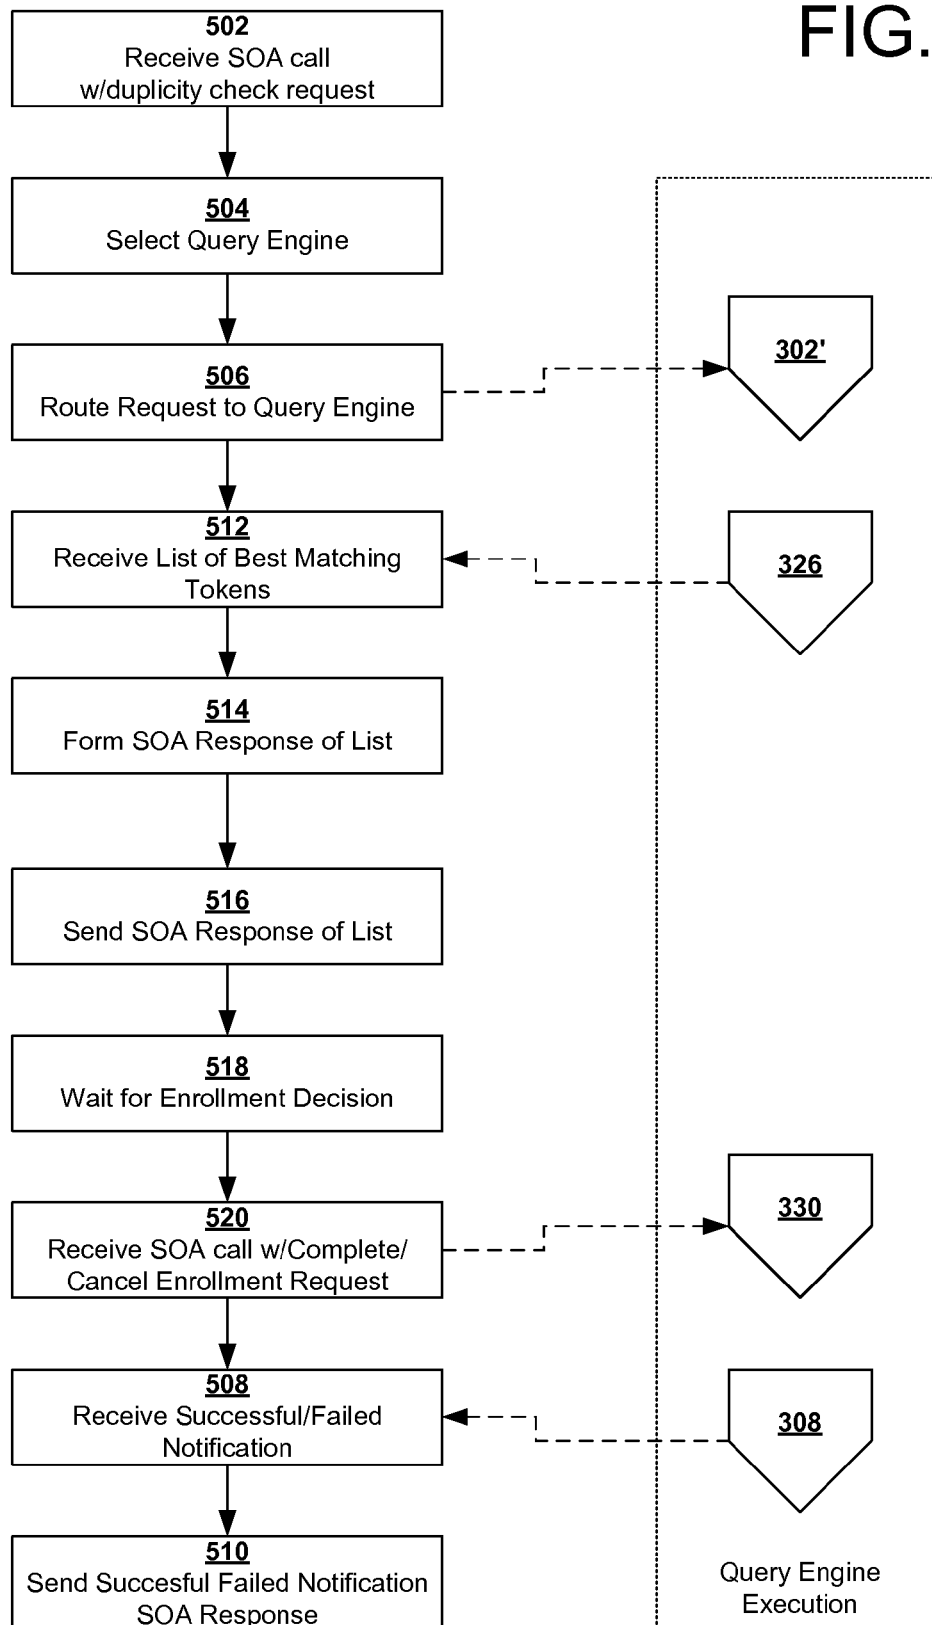 FIG.
502
Receive SOA call
w/duplicity check request
504
Select Query Engine
506
Route Request to Query Engine
302'
512
Receive List of Best Matching
Tokens
326
514
Form SOA Response of List
516
Send SOA Response of List
518
Wait for Enrollment Decision
520
Receive SOA call w/Complete/
Cancel Enrollment Request
330
508
Receive Successful/Failed
Notification
308
510
Send Succesful Failed Notification
SOA Response
Query Engine
Execution